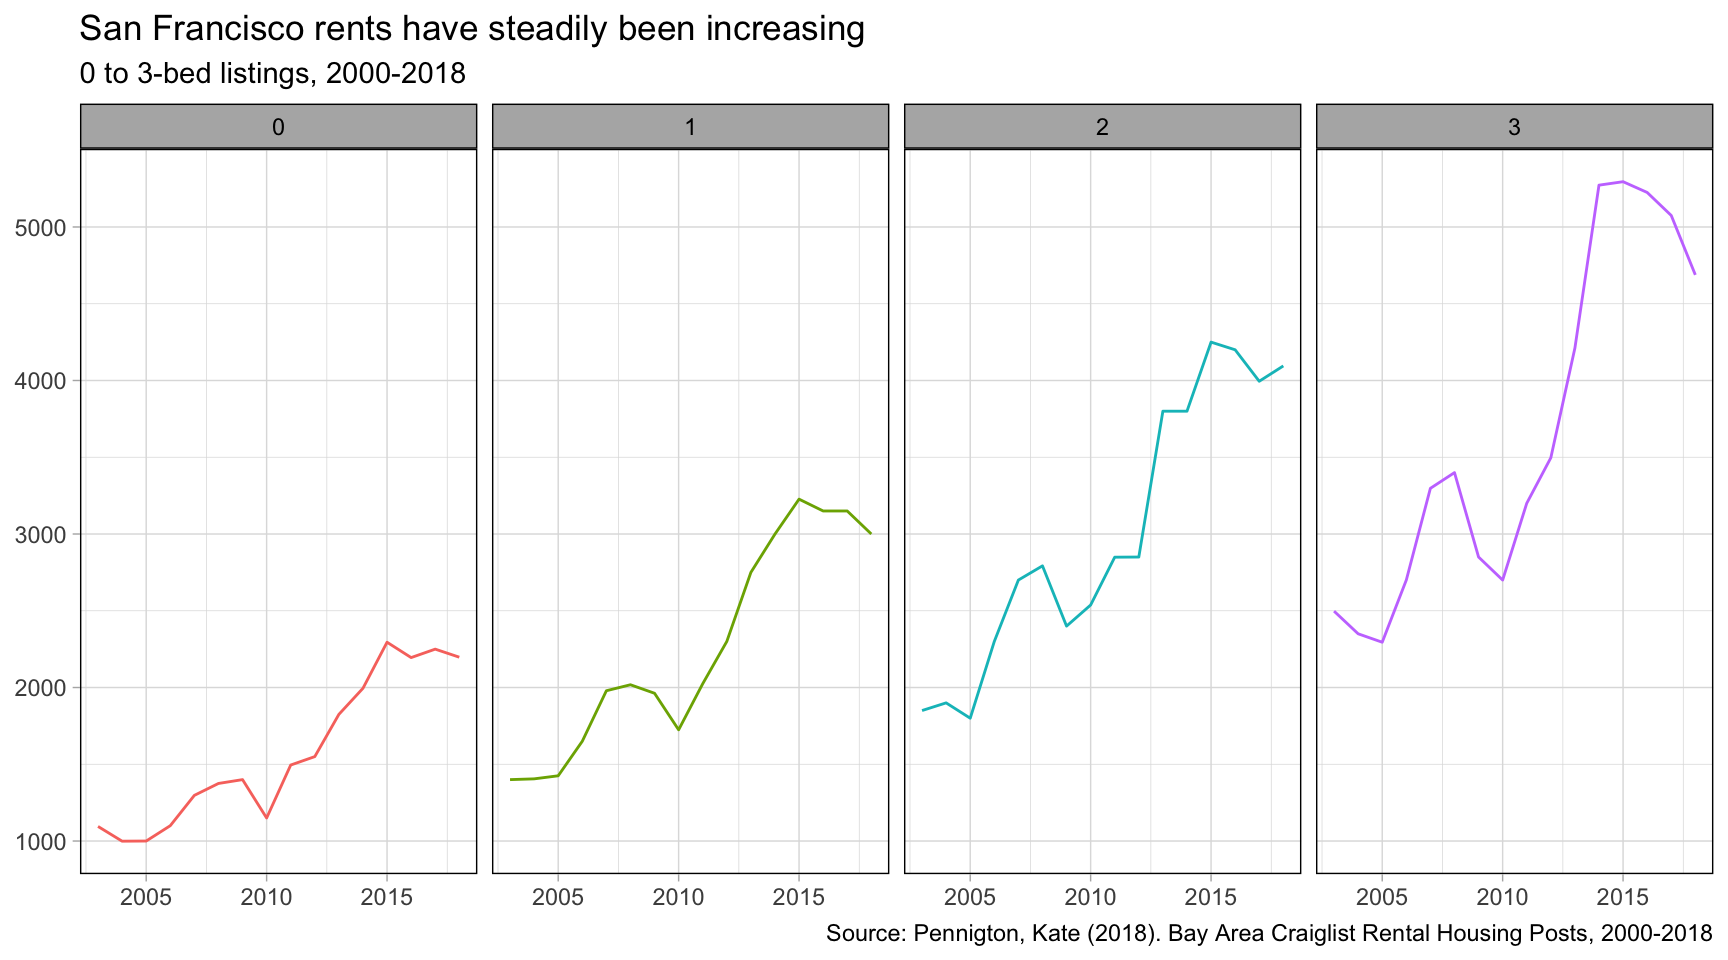 San Francisco rents have steadily been increasing
0 to 3-bed listings, 2000-2018
0 1 2 3
5000
4000
3000
2000
1000
2005 2010 2015 2005 2010 2015 2005 2010 2015 2005 2010 2015
Source: Pennigton, Kate (2018). Bay Area Craiglist Rental Housing Posts, 2000-2018